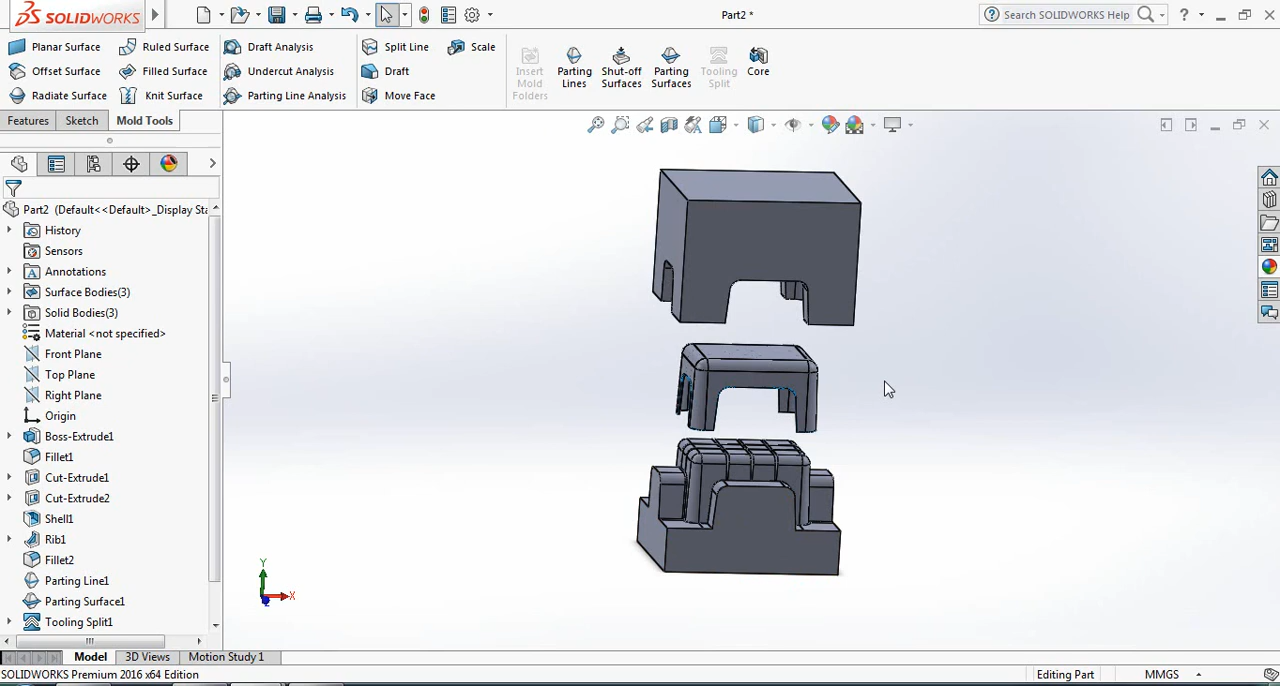 SOLIDWORKS
Part2 *
Search SOLIDWORKS Help
?
Planar Surface
Ruled Surface
Draft Analysis
Split Line
Scale
Offset Surface
Filled Surface
Undercut Analysis
Draft
Radiate Surface
Knit Surface
Parting Line Analysis
Move Face
Insert
Mold
Folders
Parting
Lines
Shut-off
Surfaces
Parting
Surfaces
Tooling
Split
Core
Features
Sketch
Mold Tools
Part2 (Default<<Default>_Display Sta
History
Sensors
Annotations
Surface Bodies(3)
Solid Bodies(3)
Material <not specified>
Front Plane
Top Plane
Right Plane
Origin
Boss-Extrude1
Fillet1
Cut-Extrude1
Cut-Extrude2
Shell1
Rib1
Fillet2
Parting Line1
Parting Surface1
Tooling Split1
Y
X
Model
3D Views
Motion Study 1
SOLIDWORKS Premium 2016 x64 Edition
Editing Part
MMGS